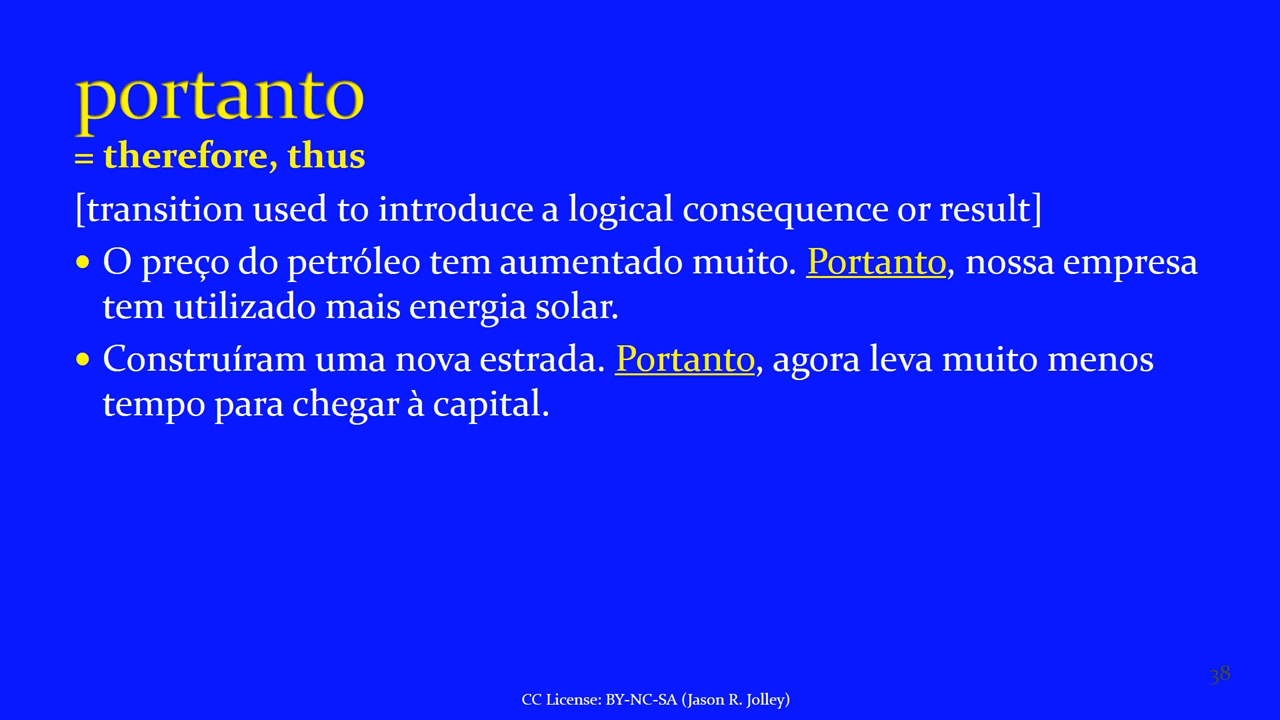 portanto
= therefore, thus
[transition used to introduce a logical consequence or result]
• O preço do petróleo tem aumentado muito. Portanto, nossa empresa
tem utilizado mais energia solar.
• Construíram uma nova estrada. Portanto, agora leva muito menos
tempo para chegar à capital.
38
CC License: BY-NC-SA (Jason R. Jolley)